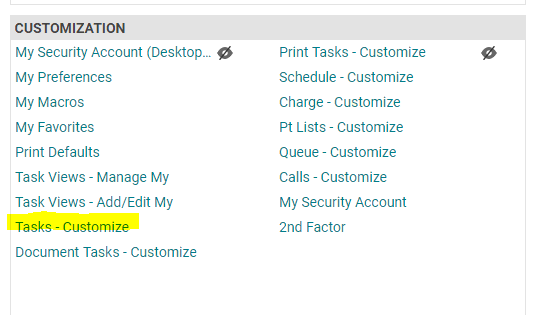 CUSTOMIZATION
My Security Account (Desktop...
My Preferences
My Macros
My Favorites
Print Defaults
Task Views - Manage My
Task Views - Add/Edit My
Tasks - Customize
Document Tasks - Customize
Print Tasks - Customize
Schedule - Customize
Charge - Customize
Pt Lists - Customize
Queue - Customize
Calls - Customize
My Security Account
2nd Factor